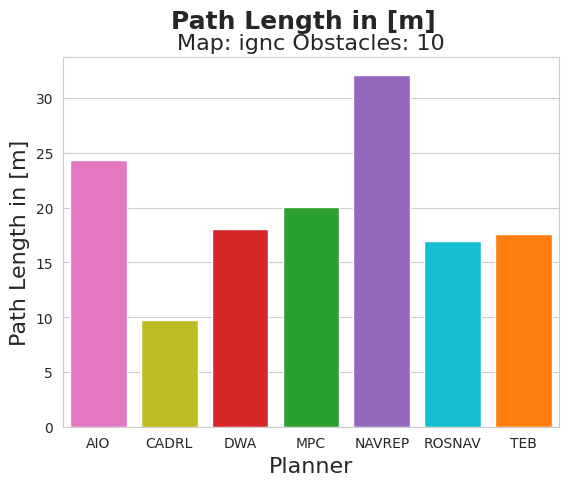 Path Length in [m]
Map: ignc Obstacles: 10
Path Length in [m]
30
25
20
15
10
5
0
AIO CADRL DWA MPC NAVREP ROSNAV TEB
Planner